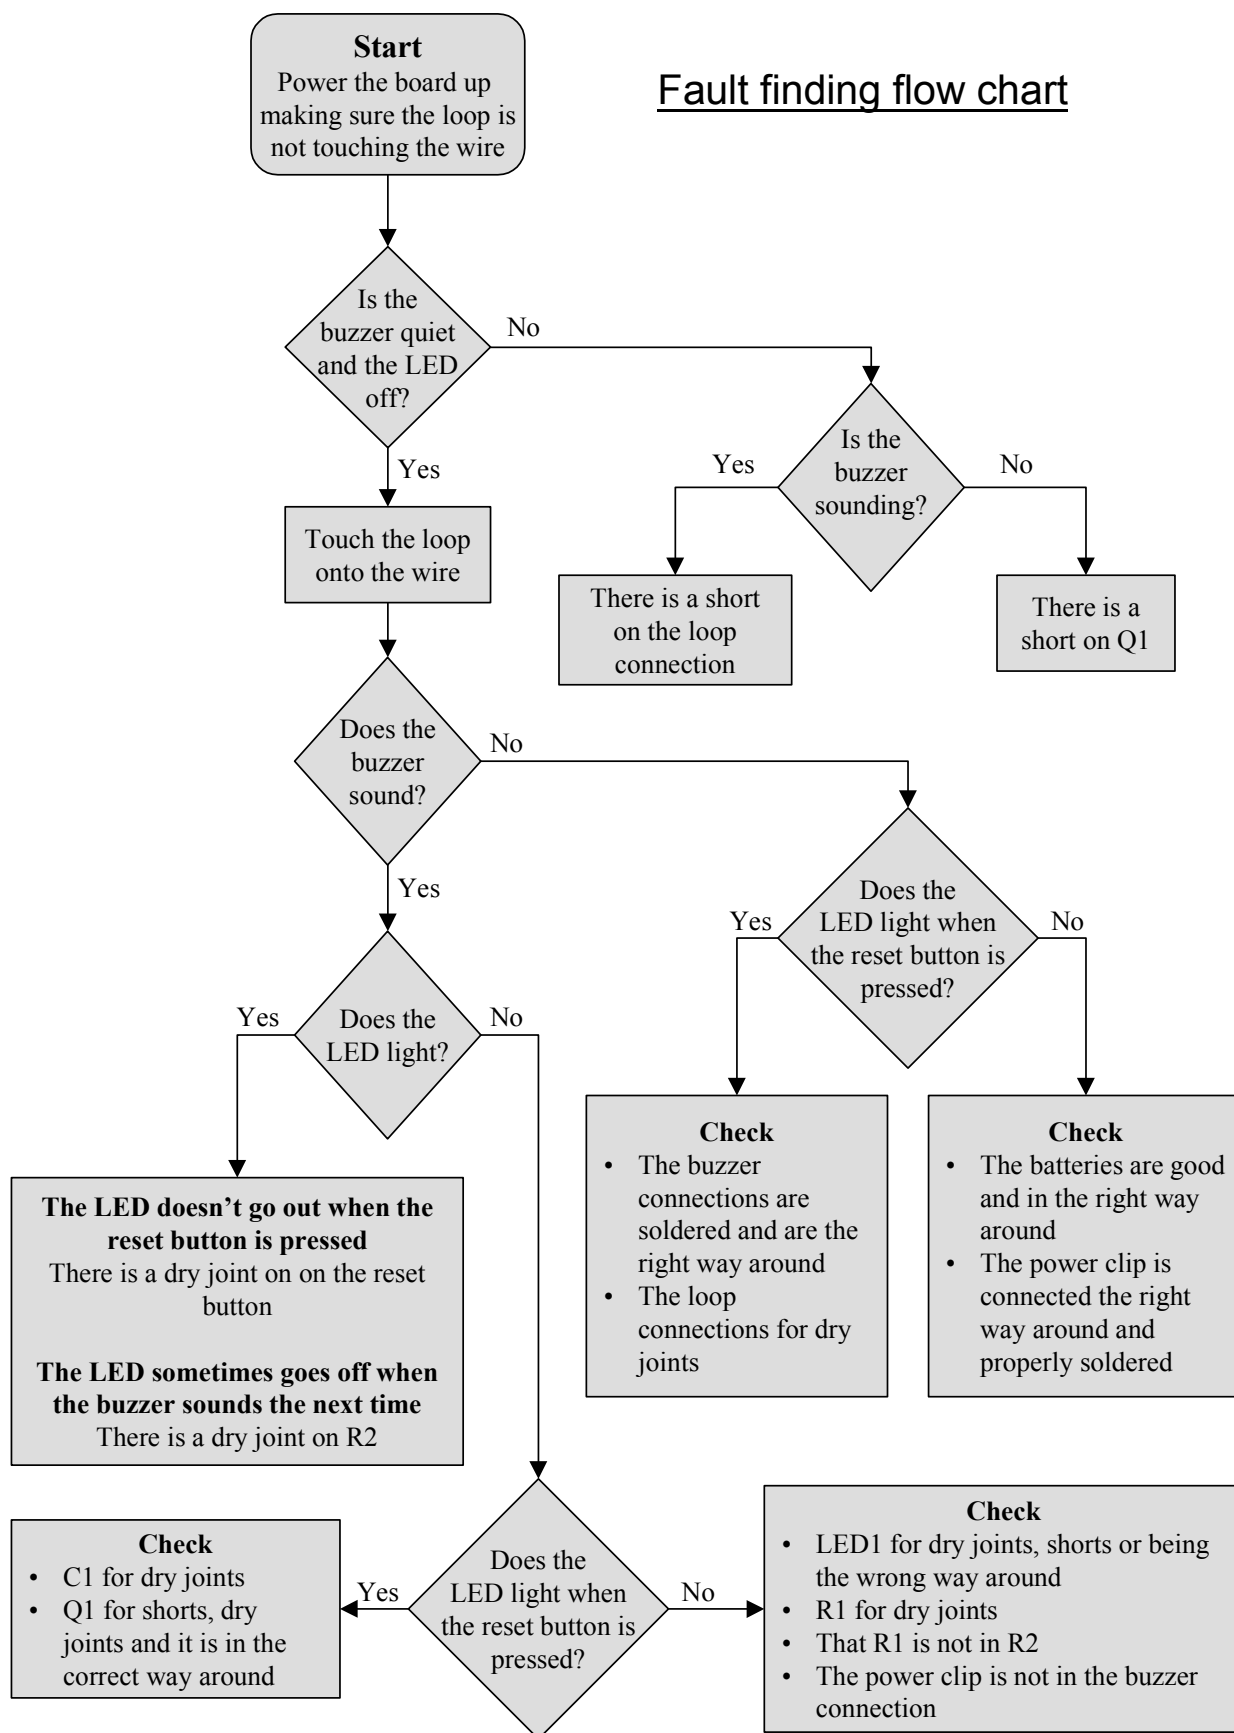 Start
Power the board up
making sure the loop is
not touching the wire
Fault finding flow chart
Is the
buzzer quiet
and the LED
off?
No
Yes
Is the
buzzer
sounding?
Yes
No
Touch the loop
onto the wire
There is a short
on the loop
connection
There is a
short on Q1
Does the
buzzer
sound?
No
Yes
Does the
LED light when
the reset button is
pressed?
Yes
No
Does the
LED light?
Yes
No
Check
• The buzzer
connections are
soldered and are the
right way around
• The loop
connections for dry
joints
Check
• The batteries are good
and in the right way
around
• The power clip is
connected the right
way around and
properly soldered
The LED doesn’t go out when the
reset button is pressed
There is a dry joint on on the reset
button
The LED sometimes goes off when
the buzzer sounds the next time
There is a dry joint on R2
Does the
LED light when
the reset button is
pressed?
Yes
No
Check
• C1 for dry joints
• Q1 for shorts, dry
joints and it is in the
correct way around
Check
• LED1 for dry joints, shorts or being
the wrong way around
• R1 for dry joints
• That R1 is not in R2
• The power clip is not in the buzzer
connection